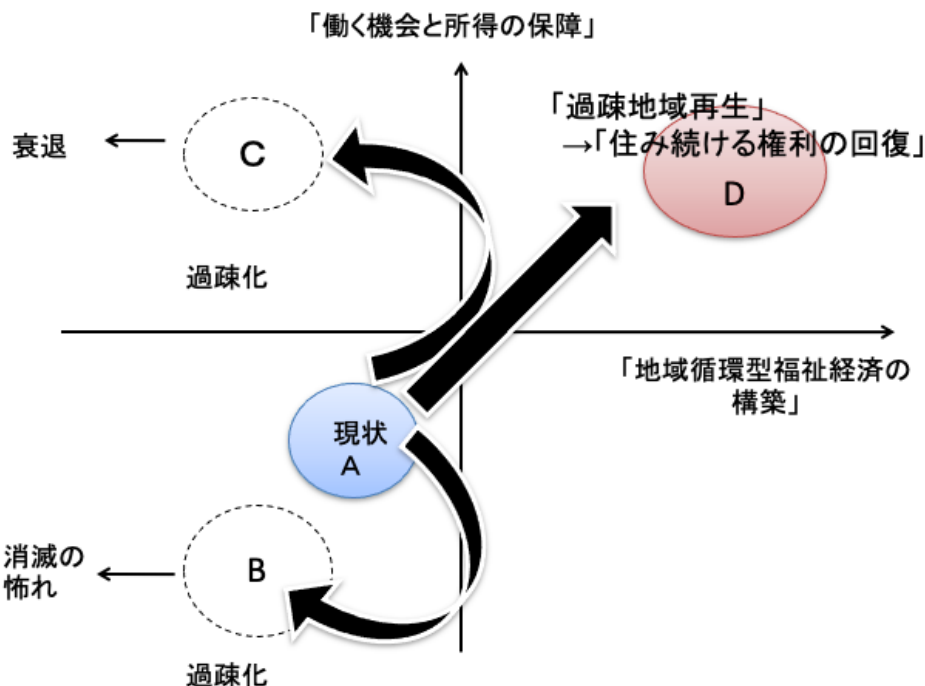 「働く機会と所得の保障」
「過疎地域再生」
→「住み続ける権利の回復」
衰退
C
D
過疎化
「地域循環型福祉経済の
構築」
現状
A
消滅の
怖れ
B
過疎化